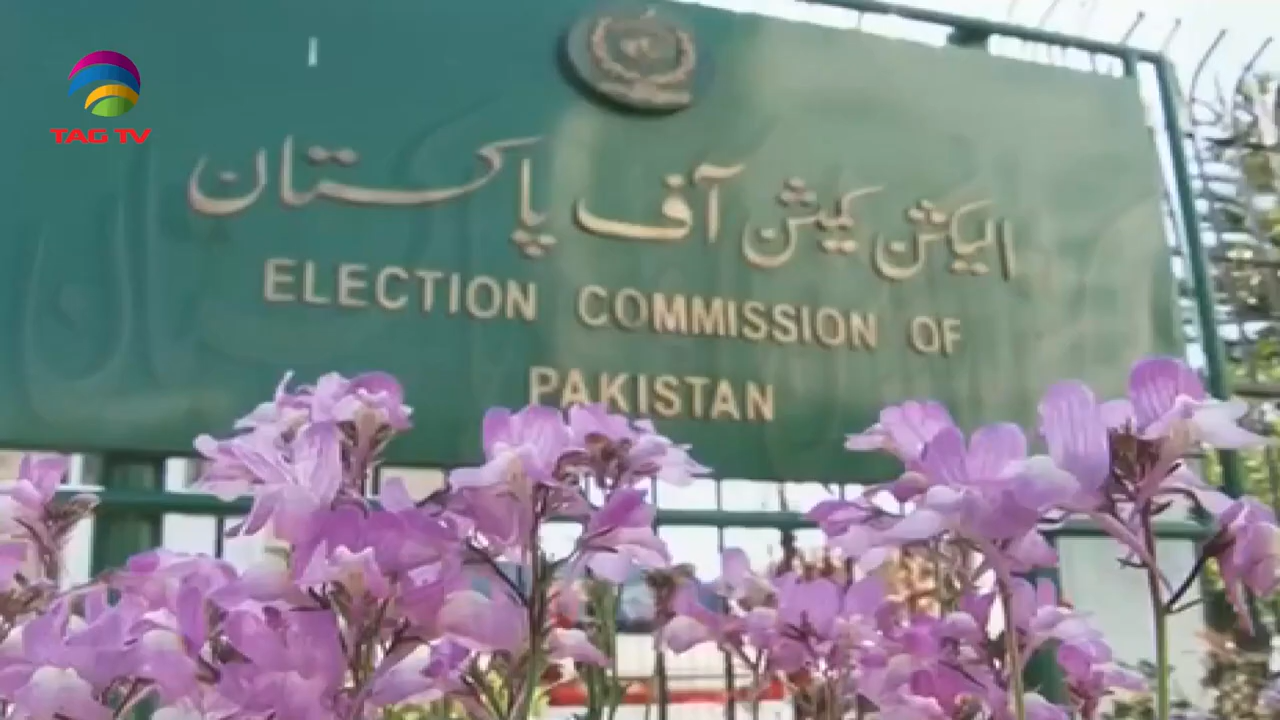 TAG TV
الیکشن کمیشن آف پاکستان
ELECTION COMMISSION OF
PAKISTAN